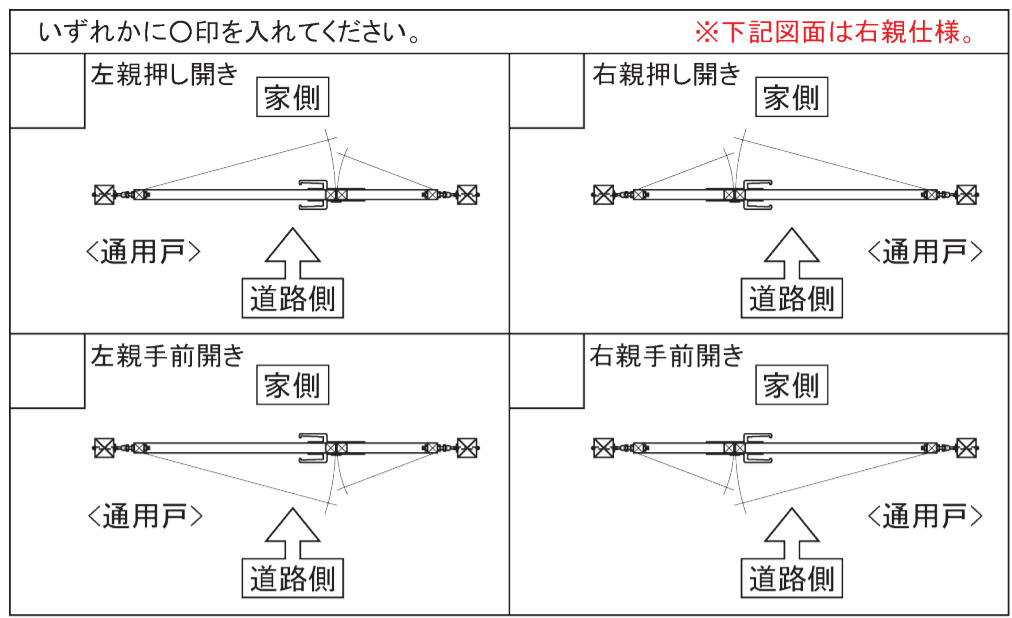 いずれかに〇印を入れてください。
※下記図面は右親仕様。
左親押し開き
家側
<通用戸>
道路側
右親押し開き
家側
<通用戸>
道路側
左親手前開き
家側
<通用戸>
道路側
右親手前開き
家側
<通用戸>
道路側